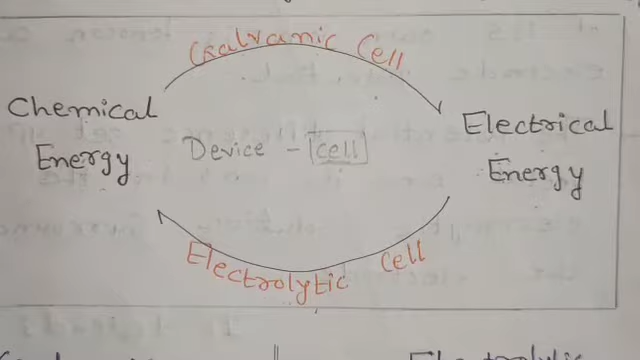 Galvanic Cell
Chemical
Energy
Device - cell
Electrical
Energy
Electrolytic Cell